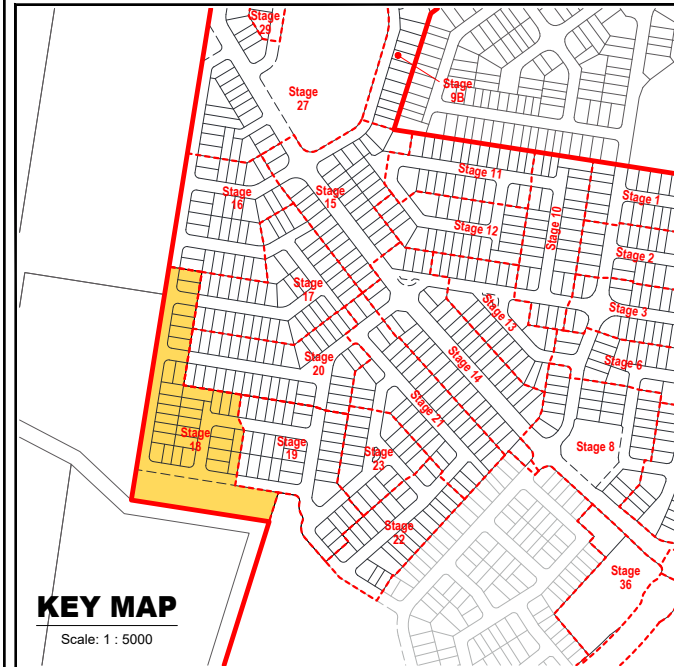 Stage
29
Stage
27
Stage
9B
Stage 11
Stage 1
Stage
16
Stage
15
Stage 10
Stage 12
Stage 2
Stage
17
Stage 3
Stage 13
Stage
20
Stage 14
Stage 6
Stage 21
Stage
18
Stage
19
Stage
23
Stage 8
Stage
22
Stage
36
KEY MAP
Scale: 1 : 5000